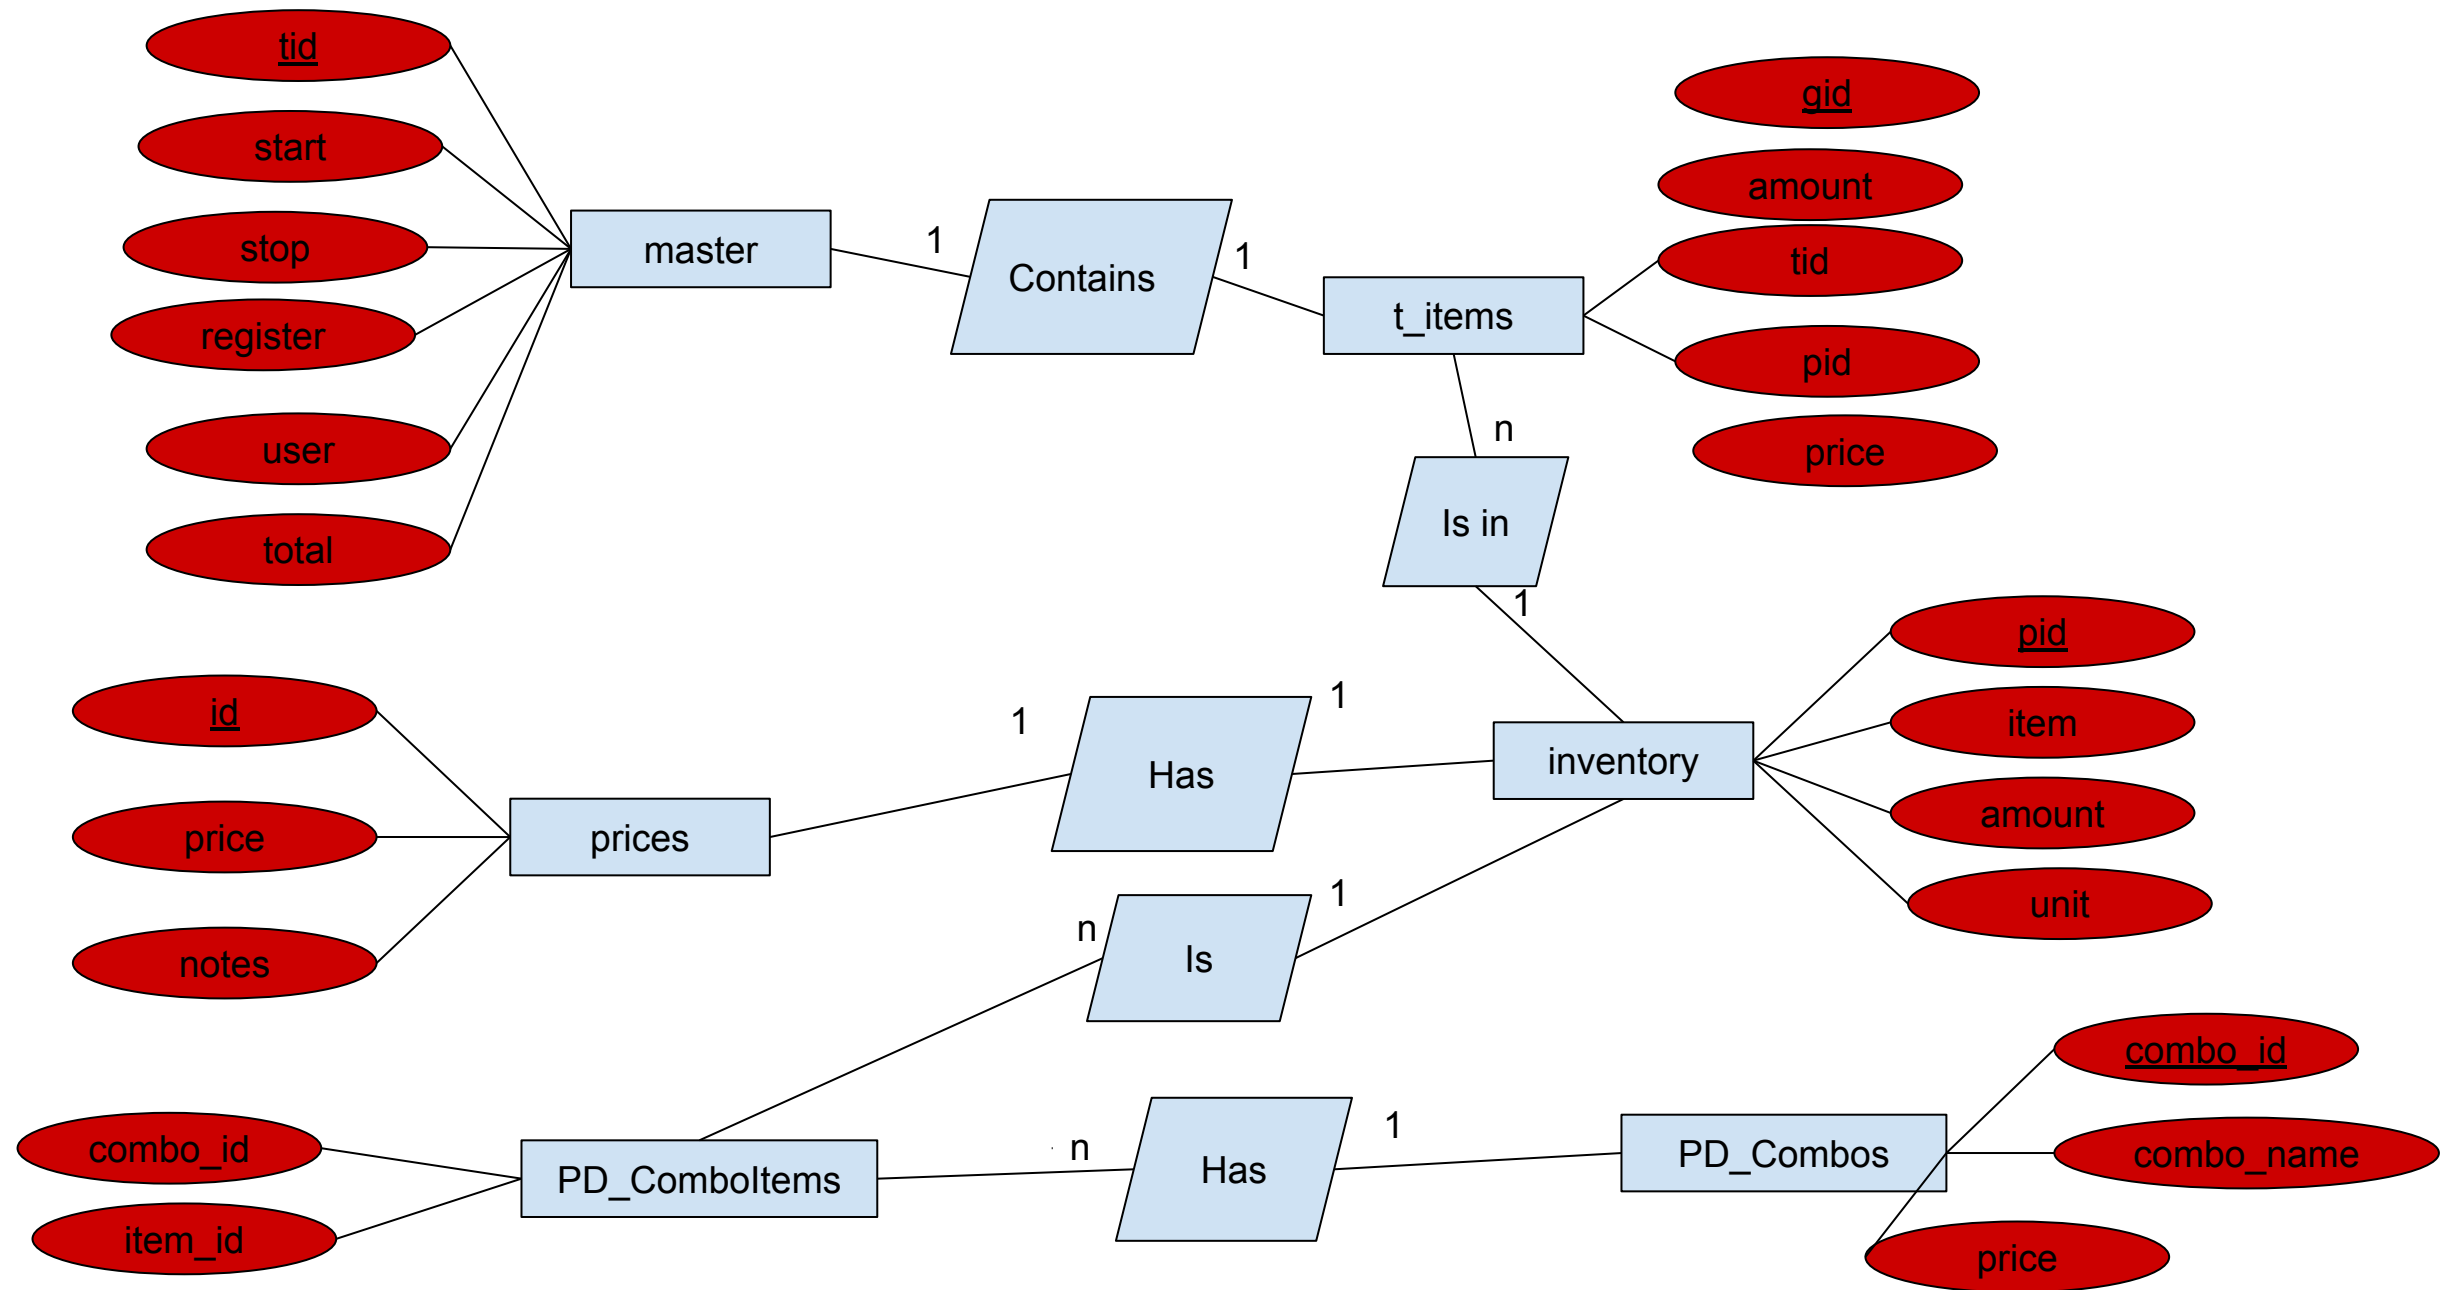 tid
start
stop
register
user
total
master
1
Contains
1
t_items
gid
amount
tid
pid
price
n
Is in
1
id
price
notes
prices
1
Has
1
inventory
pid
item
amount
unit
n
Is
1
combo_id
item_id
PD_ComboItems
n
Has
1
PD_Combos
combo_id
combo_name
price